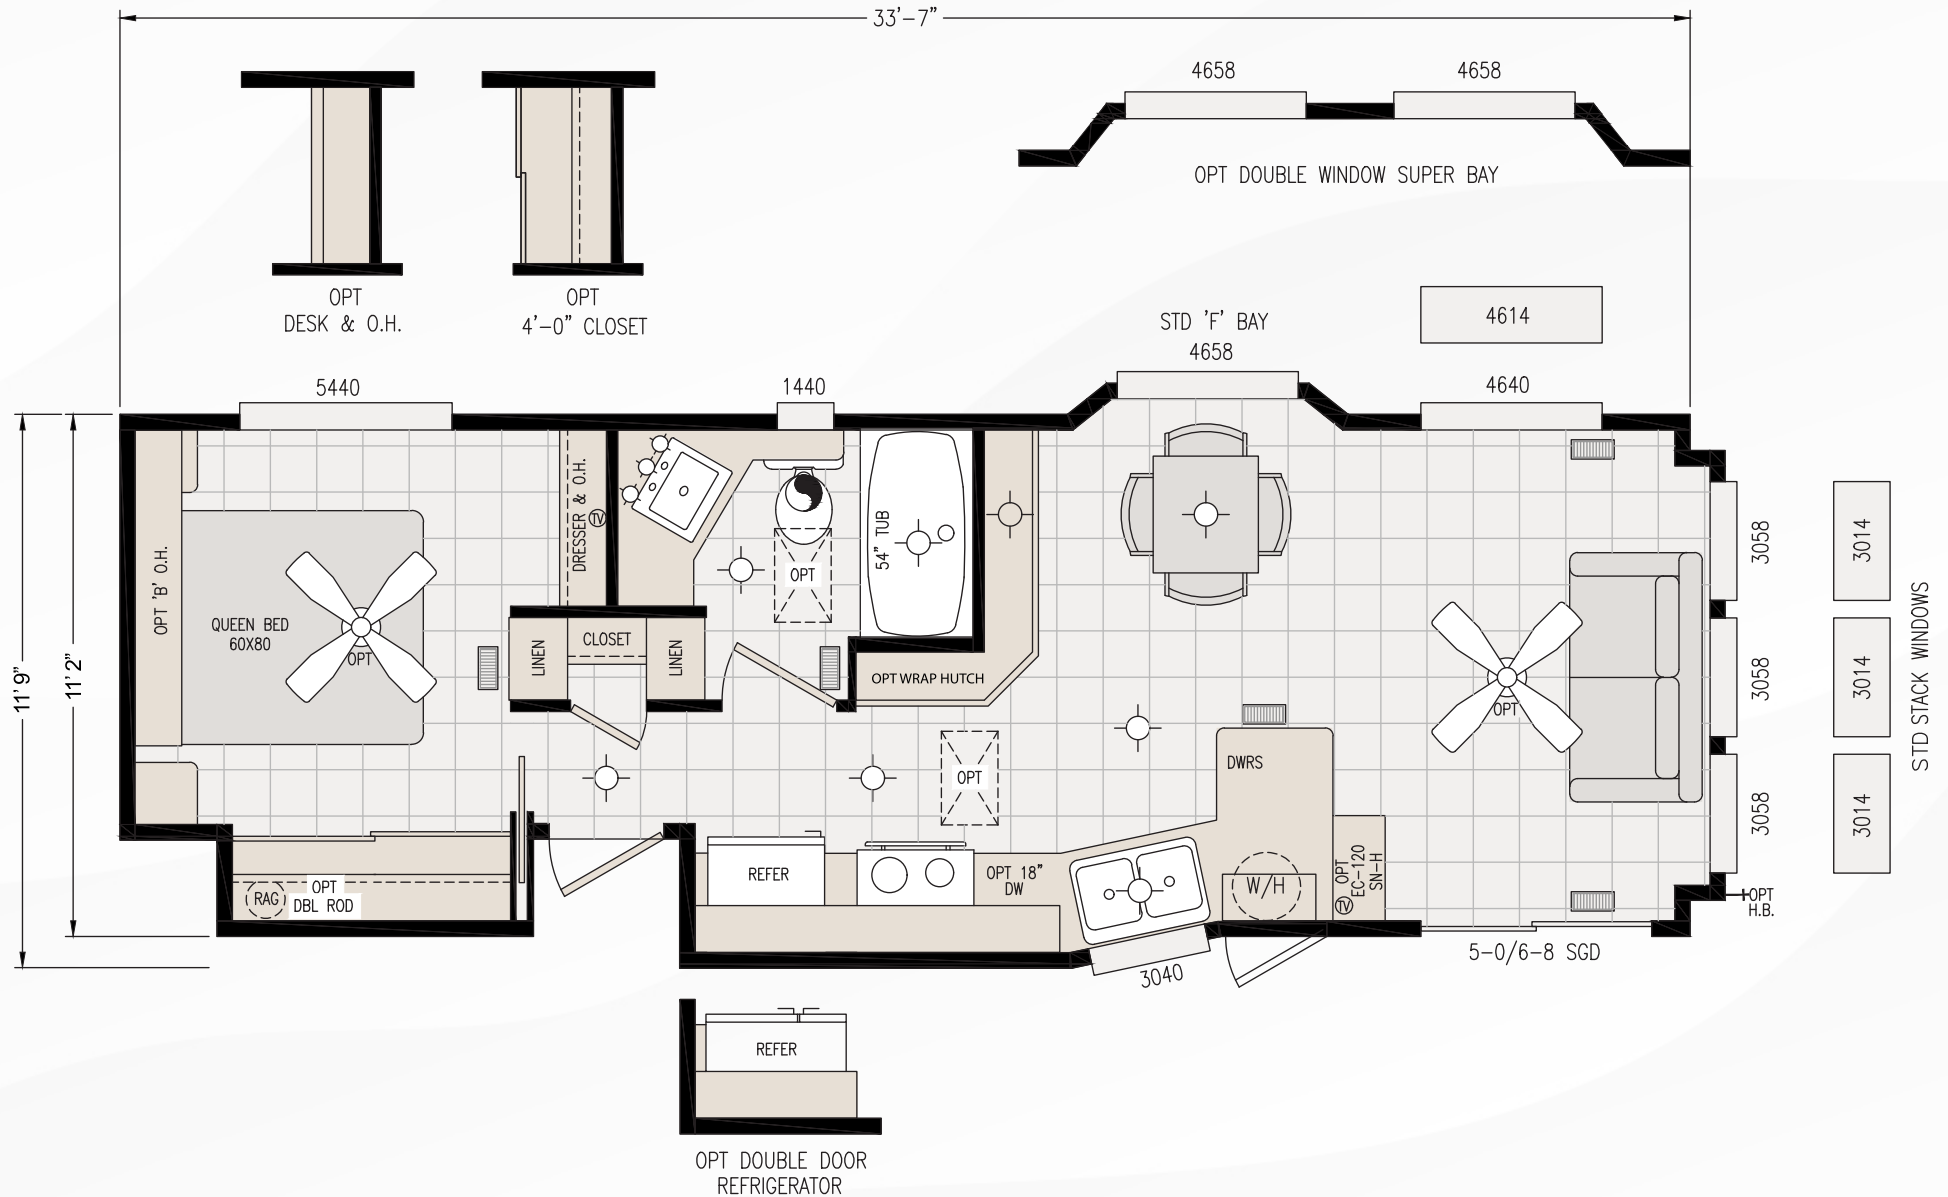 33'-7"
4658
4658
OPT DOUBLE WINDOW SUPER BAY
OPT
DESK & O.H.
OPT
4'-0" CLOSET
STD 'F' BAY
4658
4614
5440
1440
4640
11' 9"
11' 2"
OPT 'B' O.H.
QUEEN BED
60X80
OPT
DRESSER & O.H.
TV
LINEN
CLOSET
LINEN
OPT
54" TUB
OPT WRAP HUTCH
OPT
3058
3058
3058
3014
3014
3014
STD STACK WINDOWS
OPT
DWRS
RAG
OPT
DBL ROD
REFER
OPT 18"
DW
W/H
TV
OPT
EC-120
SN-H
OPT
H.B.
3040
5-0/6-8 SGD
REFER
OPT DOUBLE DOOR
REFRIGERATOR